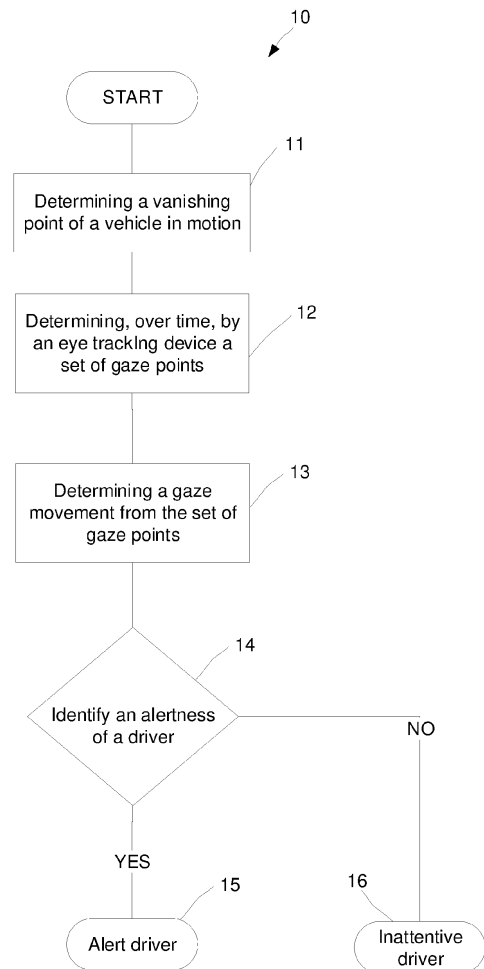 10
START
11
Determining a vanishing
point of a vehicle in motion
12
Determining, over time, by
an eye tracking device a
set of gaze points
13
Determining a gaze
movement from the set of
gaze points
14
Identify an alertness
of a driver
NO
YES
15
Alert driver
16
Inattentive
driver